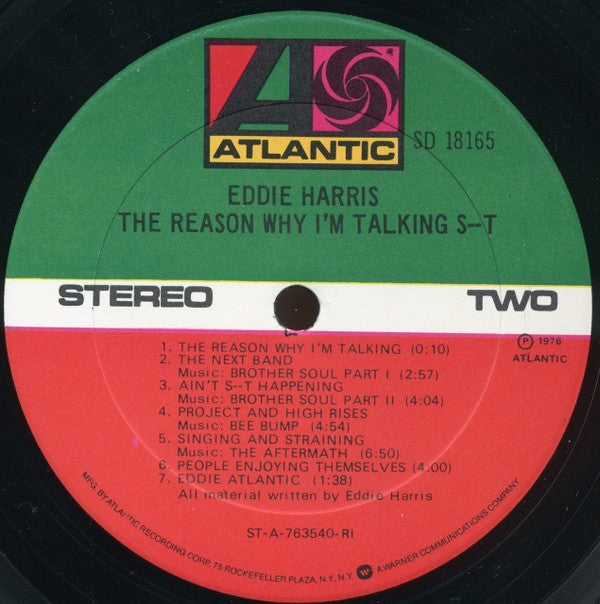 ATLANTIC
SD 18165
EDDIE HARRIS
THE REASON WHY I'M TALKING S--T
STEREO
TWO
Ⓟ 1976
ATLANTIC
1. THE REASON WHY I'M TALKING (0:10)
2. THE NEXT BAND
Music: BROTHER SOUL PART I (2:57)
3. AIN'T S--T HAPPENING
Music: BROTHER SOUL PART II (4:04)
4. PROJECT AND HIGH RISES
Music: BEE BUMP (4:54)
5. SINGING AND STRAINING
Music: THE AFTERMATH (6:50)
6. PEOPLE ENJOYING THEMSELVES (4:00)
7. EDDIE ATLANTIC (1:38)
All material written by Eddie Harris
ST-A-763540-RI
MFG. BY ATLANTIC RECORDING CORP. 75 ROCKEFELLER PLAZA, N.Y., N.Y. A WARNER COMMUNICATIONS COMPANY